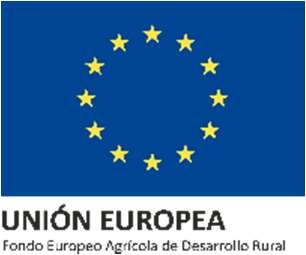 UNIÓN EUROPEA
Fondo Europeo Agrícola de Desarrollo Rural